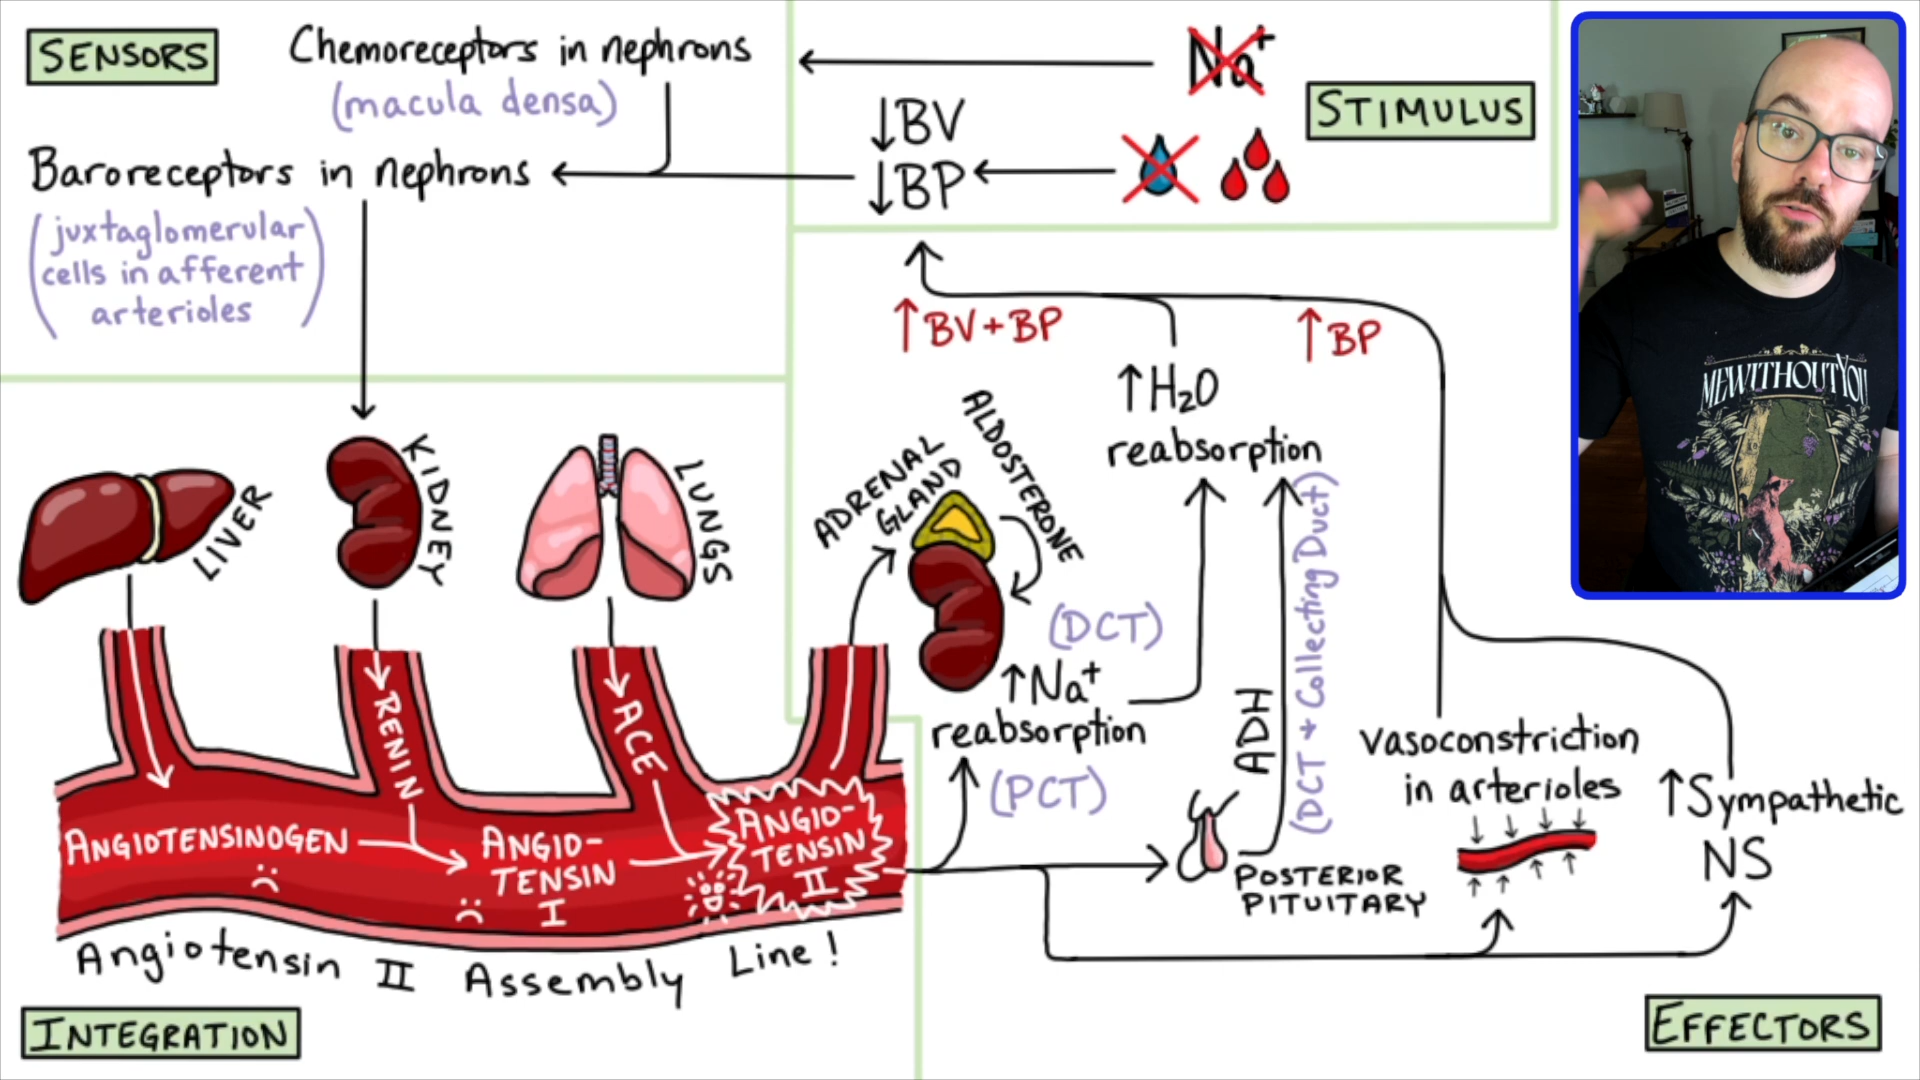 SENSORS
Chemoreceptors in nephrons
(macula densa)
Baroreceptors in nephrons
(juxtaglomerular
cells in afferent
arterioles)
Na+
STIMULUS
↓BV
↓BP
↑BV+BP
↑BP
↑H2O
reabsorption
LIVER
KIDNEY
LUNGS
ADRENAL
GLAND
ALDOSTERONE
(DCT)
↑Na+
reabsorption
(PCT)
ADH
(DCT + Collecting Duct)
POSTERIOR
PITUITARY
vasoconstriction
in arterioles
↑Sympathetic
NS
RENIN
ACE
ANGIOTENSINOGEN
ANGIO-
TENSIN
I
ANGIO-
TENSIN
II
Angiotensin II Assembly Line!
INTEGRATION
EFFECTORS
MEWITHOUTYOU